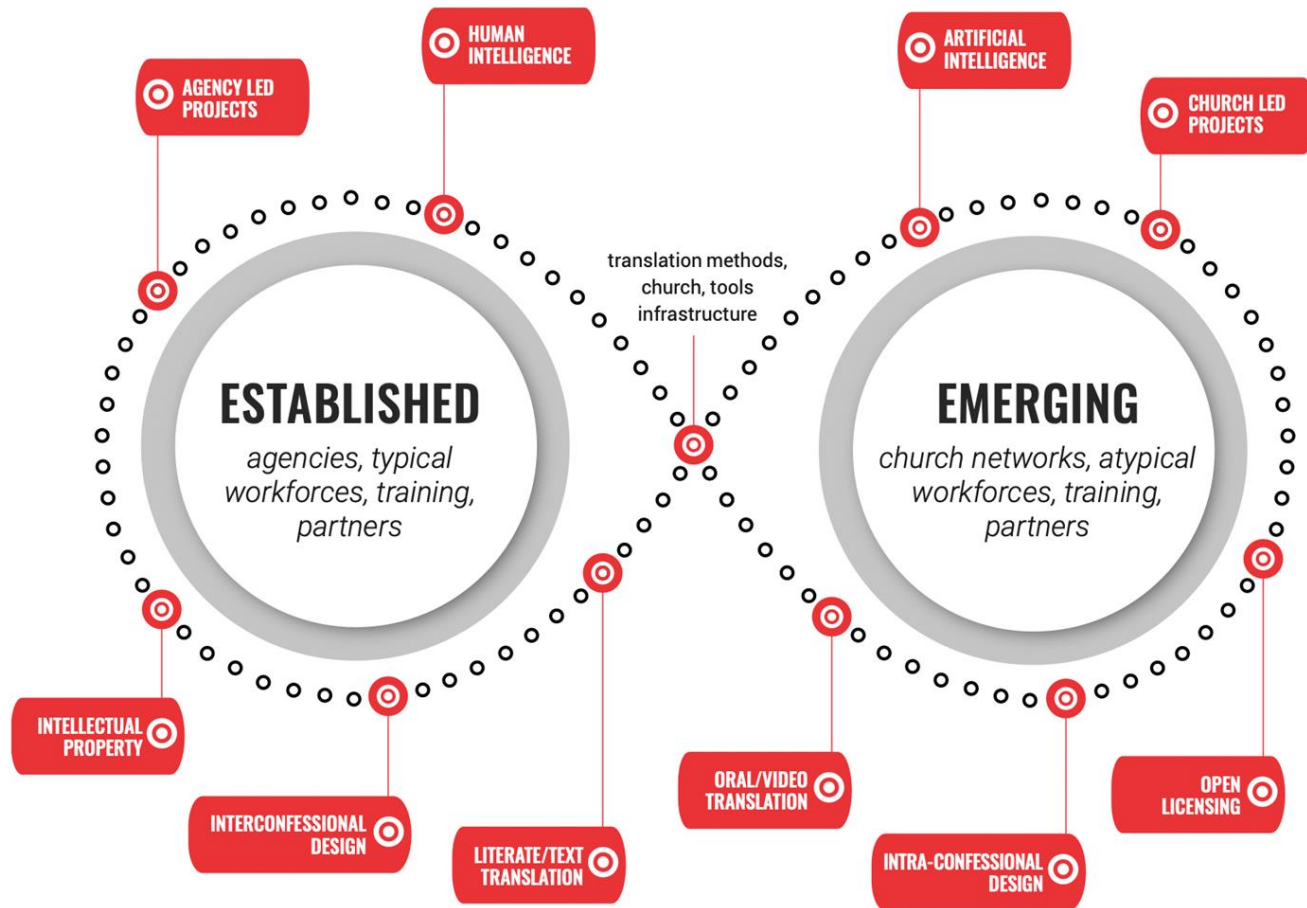 HUMAN
INTELLIGENCE
ARTIFICIAL
INTELLIGENCE
AGENCY LED
PROJECTS
CHURCH LED
PROJECTS
translation methods,
church, tools
infrastructure
ESTABLISHED
agencies, typical
workforces, training,
partners
EMERGING
church networks, atypical
workforces, training,
partners
INTELLECTUAL
PROPERTY
INTERCONFESSIONAL
DESIGN
LITERATE/TEXT
TRANSLATION
ORAL/VIDEO
TRANSLATION
INTRA-CONFESSIONAL
DESIGN
OPEN
LICENSING